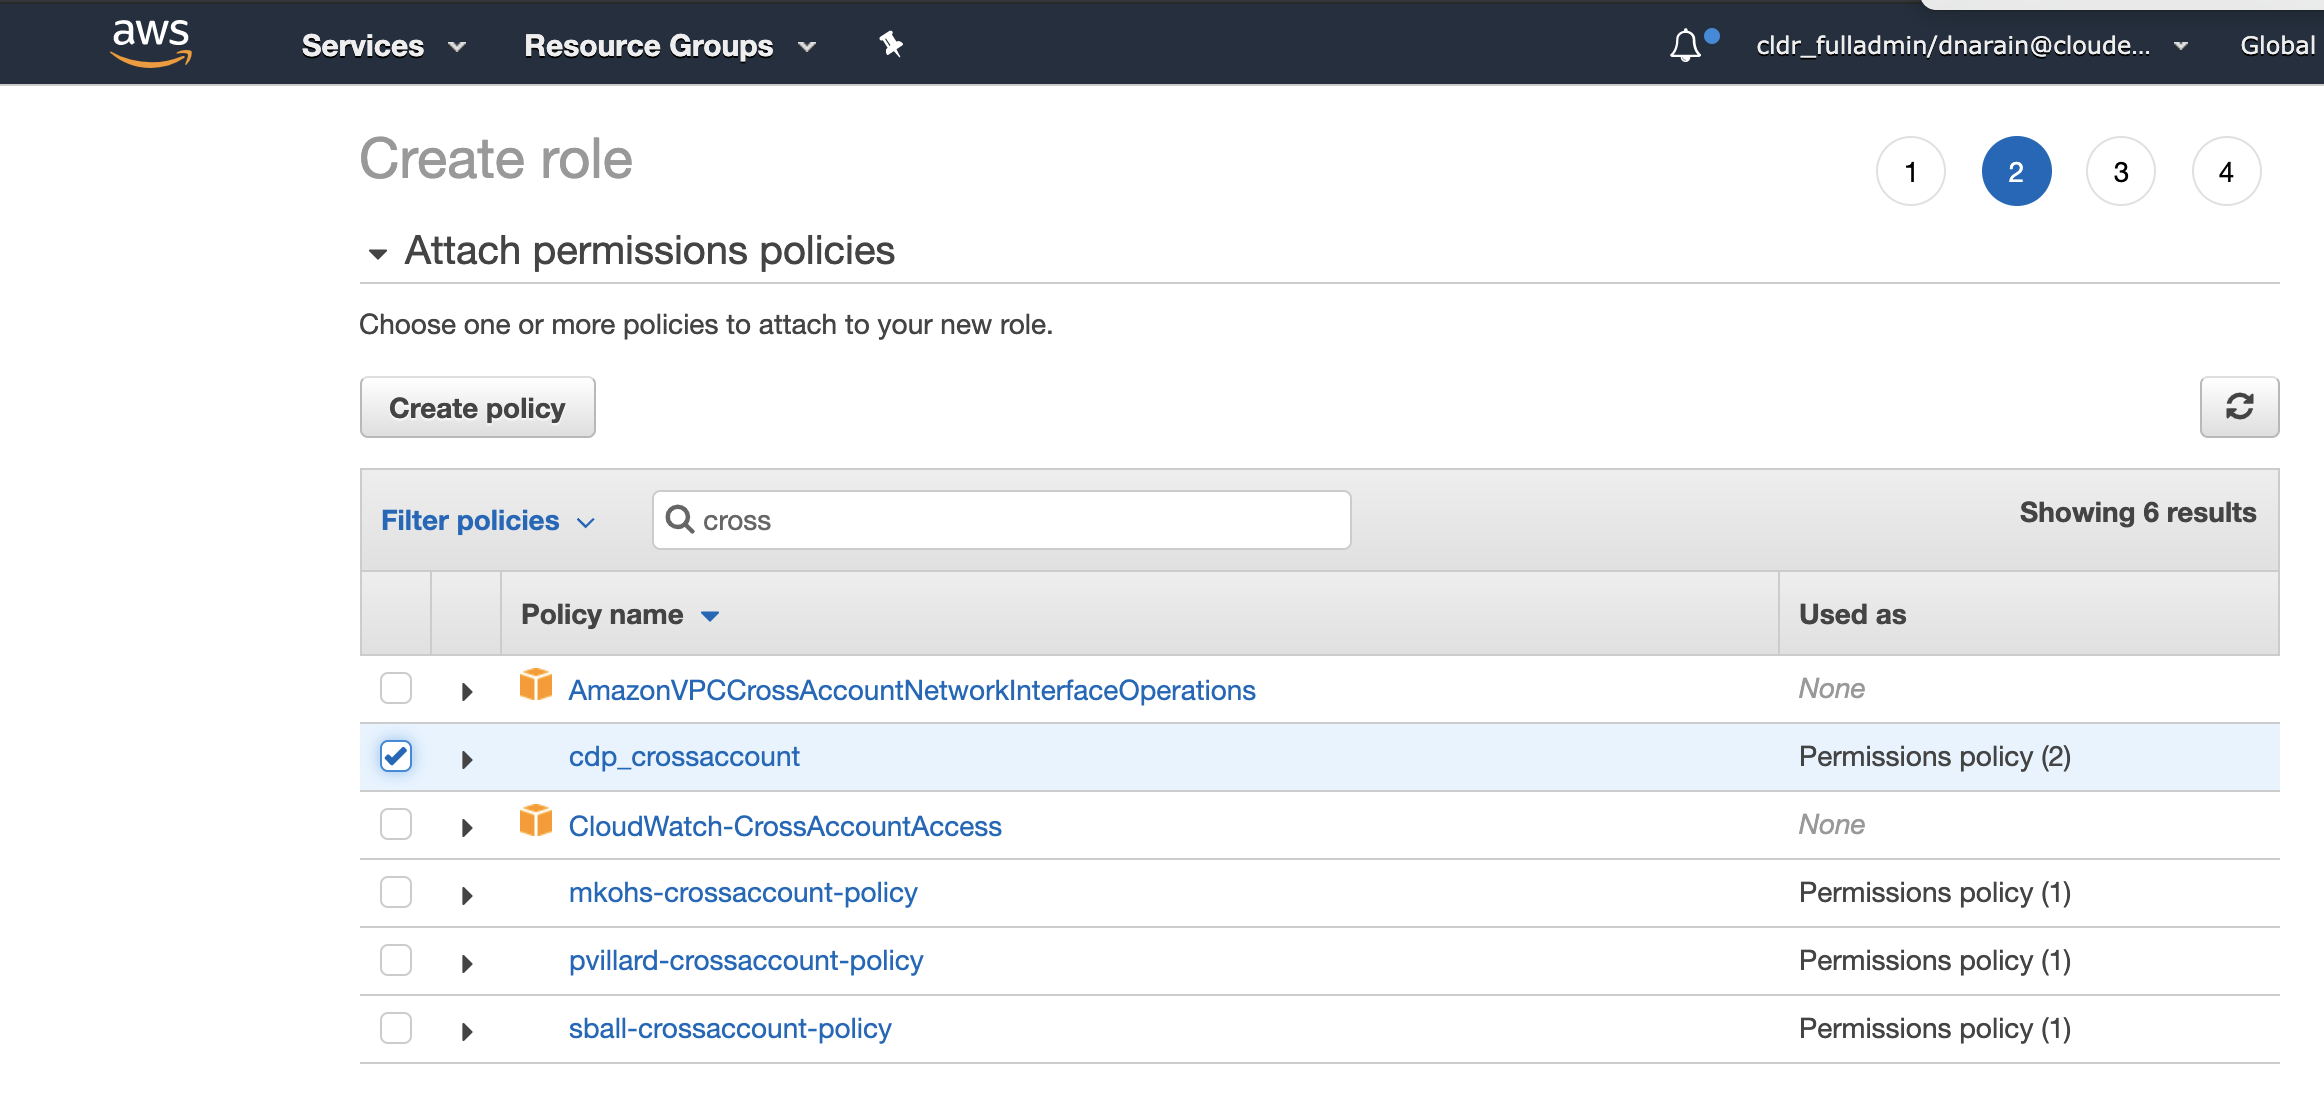 aws Services Resource Groups cldr_fulladmin/dnarain@cloude... Global
Create role
1 2 3 4
Attach permissions policies
Choose one or more policies to attach to your new role.
Create policy
Filter policies cross Showing 6 results
Policy name Used as
AmazonVPCCrossAccountNetworkInterfaceOperations None
cdp_crossaccount Permissions policy (2)
CloudWatch-CrossAccountAccess None
mkohs-crossaccount-policy Permissions policy (1)
pvillard-crossaccount-policy Permissions policy (1)
sball-crossaccount-policy Permissions policy (1)